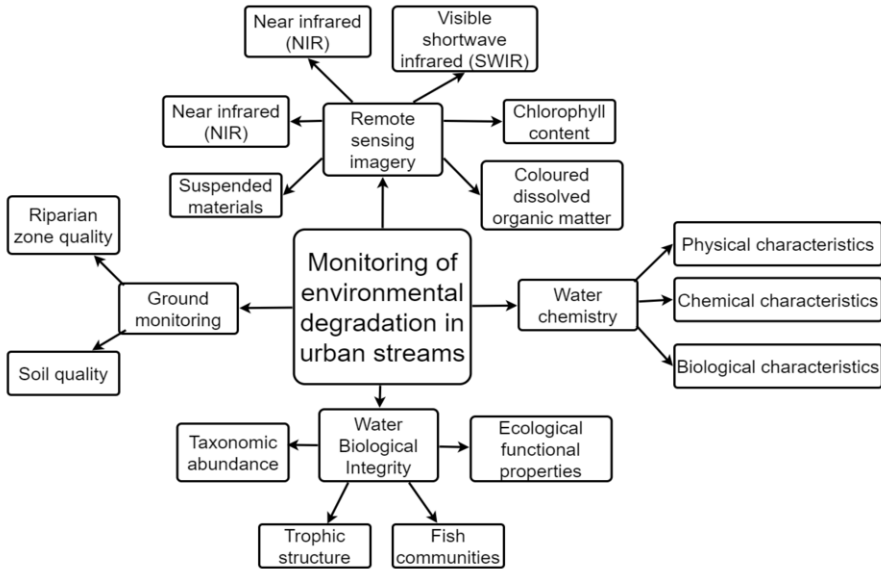 Near infrared
(NIR)
Visible
shortwave
infrared (SWIR)
Near infrared
(NIR)
Remote
sensing
imagery
Chlorophyll
content
Suspended
materials
Coloured
dissolved
organic matter
Riparian
zone quality
Ground
monitoring
Soil quality
Monitoring of
environmental
degradation in
urban streams
Water
chemistry
Physical characteristics
Chemical characteristics
Biological characteristics
Taxonomic
abundance
Water
Biological
Integrity
Ecological
functional
properties
Trophic
structure
Fish
communities